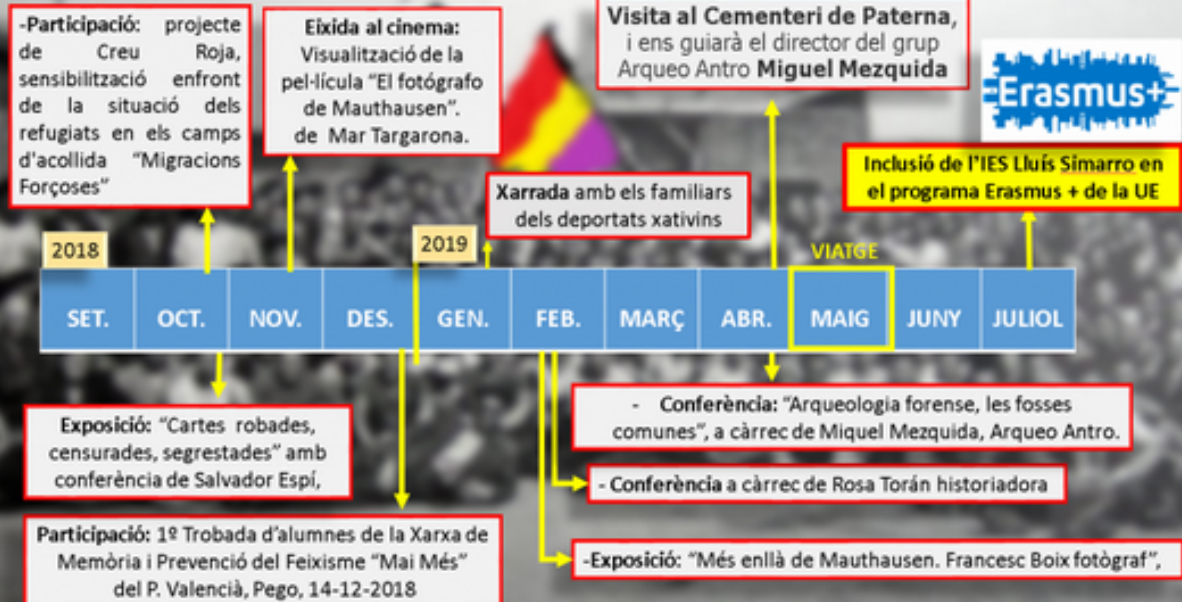 -Participació: projecte
de Creu Roja,
sensibilització enfront
de la situació dels
refugiats en els camps
d'acollida “Migracions
Forçoses”
Eixida al cinema:
Visualització de la
pel·lícula “El fotógrafo
de Mauthausen”.
de Mar Targarona.
Visita al Cementeri de Paterna,
i ens guiarà el director del grup
Arqueo Antro Miguel Mezquida
Erasmus+
Xarrada amb els familiars
dels deportats xativins
Inclusió de l'IES Lluís Simarro en
el programa Erasmus + de la UE
2018
2019
VIATGE
SET. OCT. NOV. DES. GEN. FEB. MARÇ ABR. MAIG JUNY JULIOL
Exposició: “Cartes robades,
censurades, segrestades” amb
conferència de Salvador Espí,
- Conferència: “Arqueologia forense, les fosses
comunes”, a càrrec de Miquel Mezquida, Arqueo Antro.
- Conferència a càrrec de Rosa Torán historiadora
Participació: 1º Trobada d'alumnes de la Xarxa de
Memòria i Prevenció del Feixisme “Mai Més”
del P. Valencià, Pego, 14-12-2018
-Exposició: “Més enllà de Mauthausen. Francesc Boix fotògraf”,